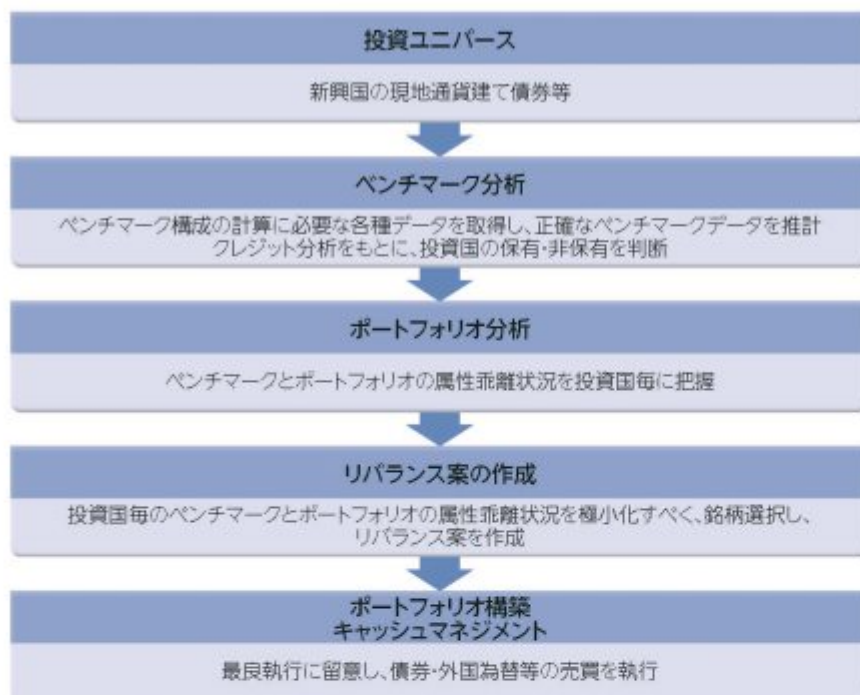 投資ユニバース
新興国の現地通貨建て債券等
ベンチマーク分析
ベンチマーク構成の計算に必要な各種データを取得し、正確なベンチマークデータを推計
クレジット分析をもとに、投資国の保有・非保有を判断
ポートフォリオ分析
ベンチマークとポートフォリオの属性乖離状況を投資国毎に把握
リバランス案の作成
投資国毎のベンチマークとポートフォリオの属性乖離状況を極小化すべく、銘柄選択し、
リバランス案を作成
ポートフォリオ構築
キャッシュマネジメント
最良執行に留意し、債券・外国為替等の売買を執行